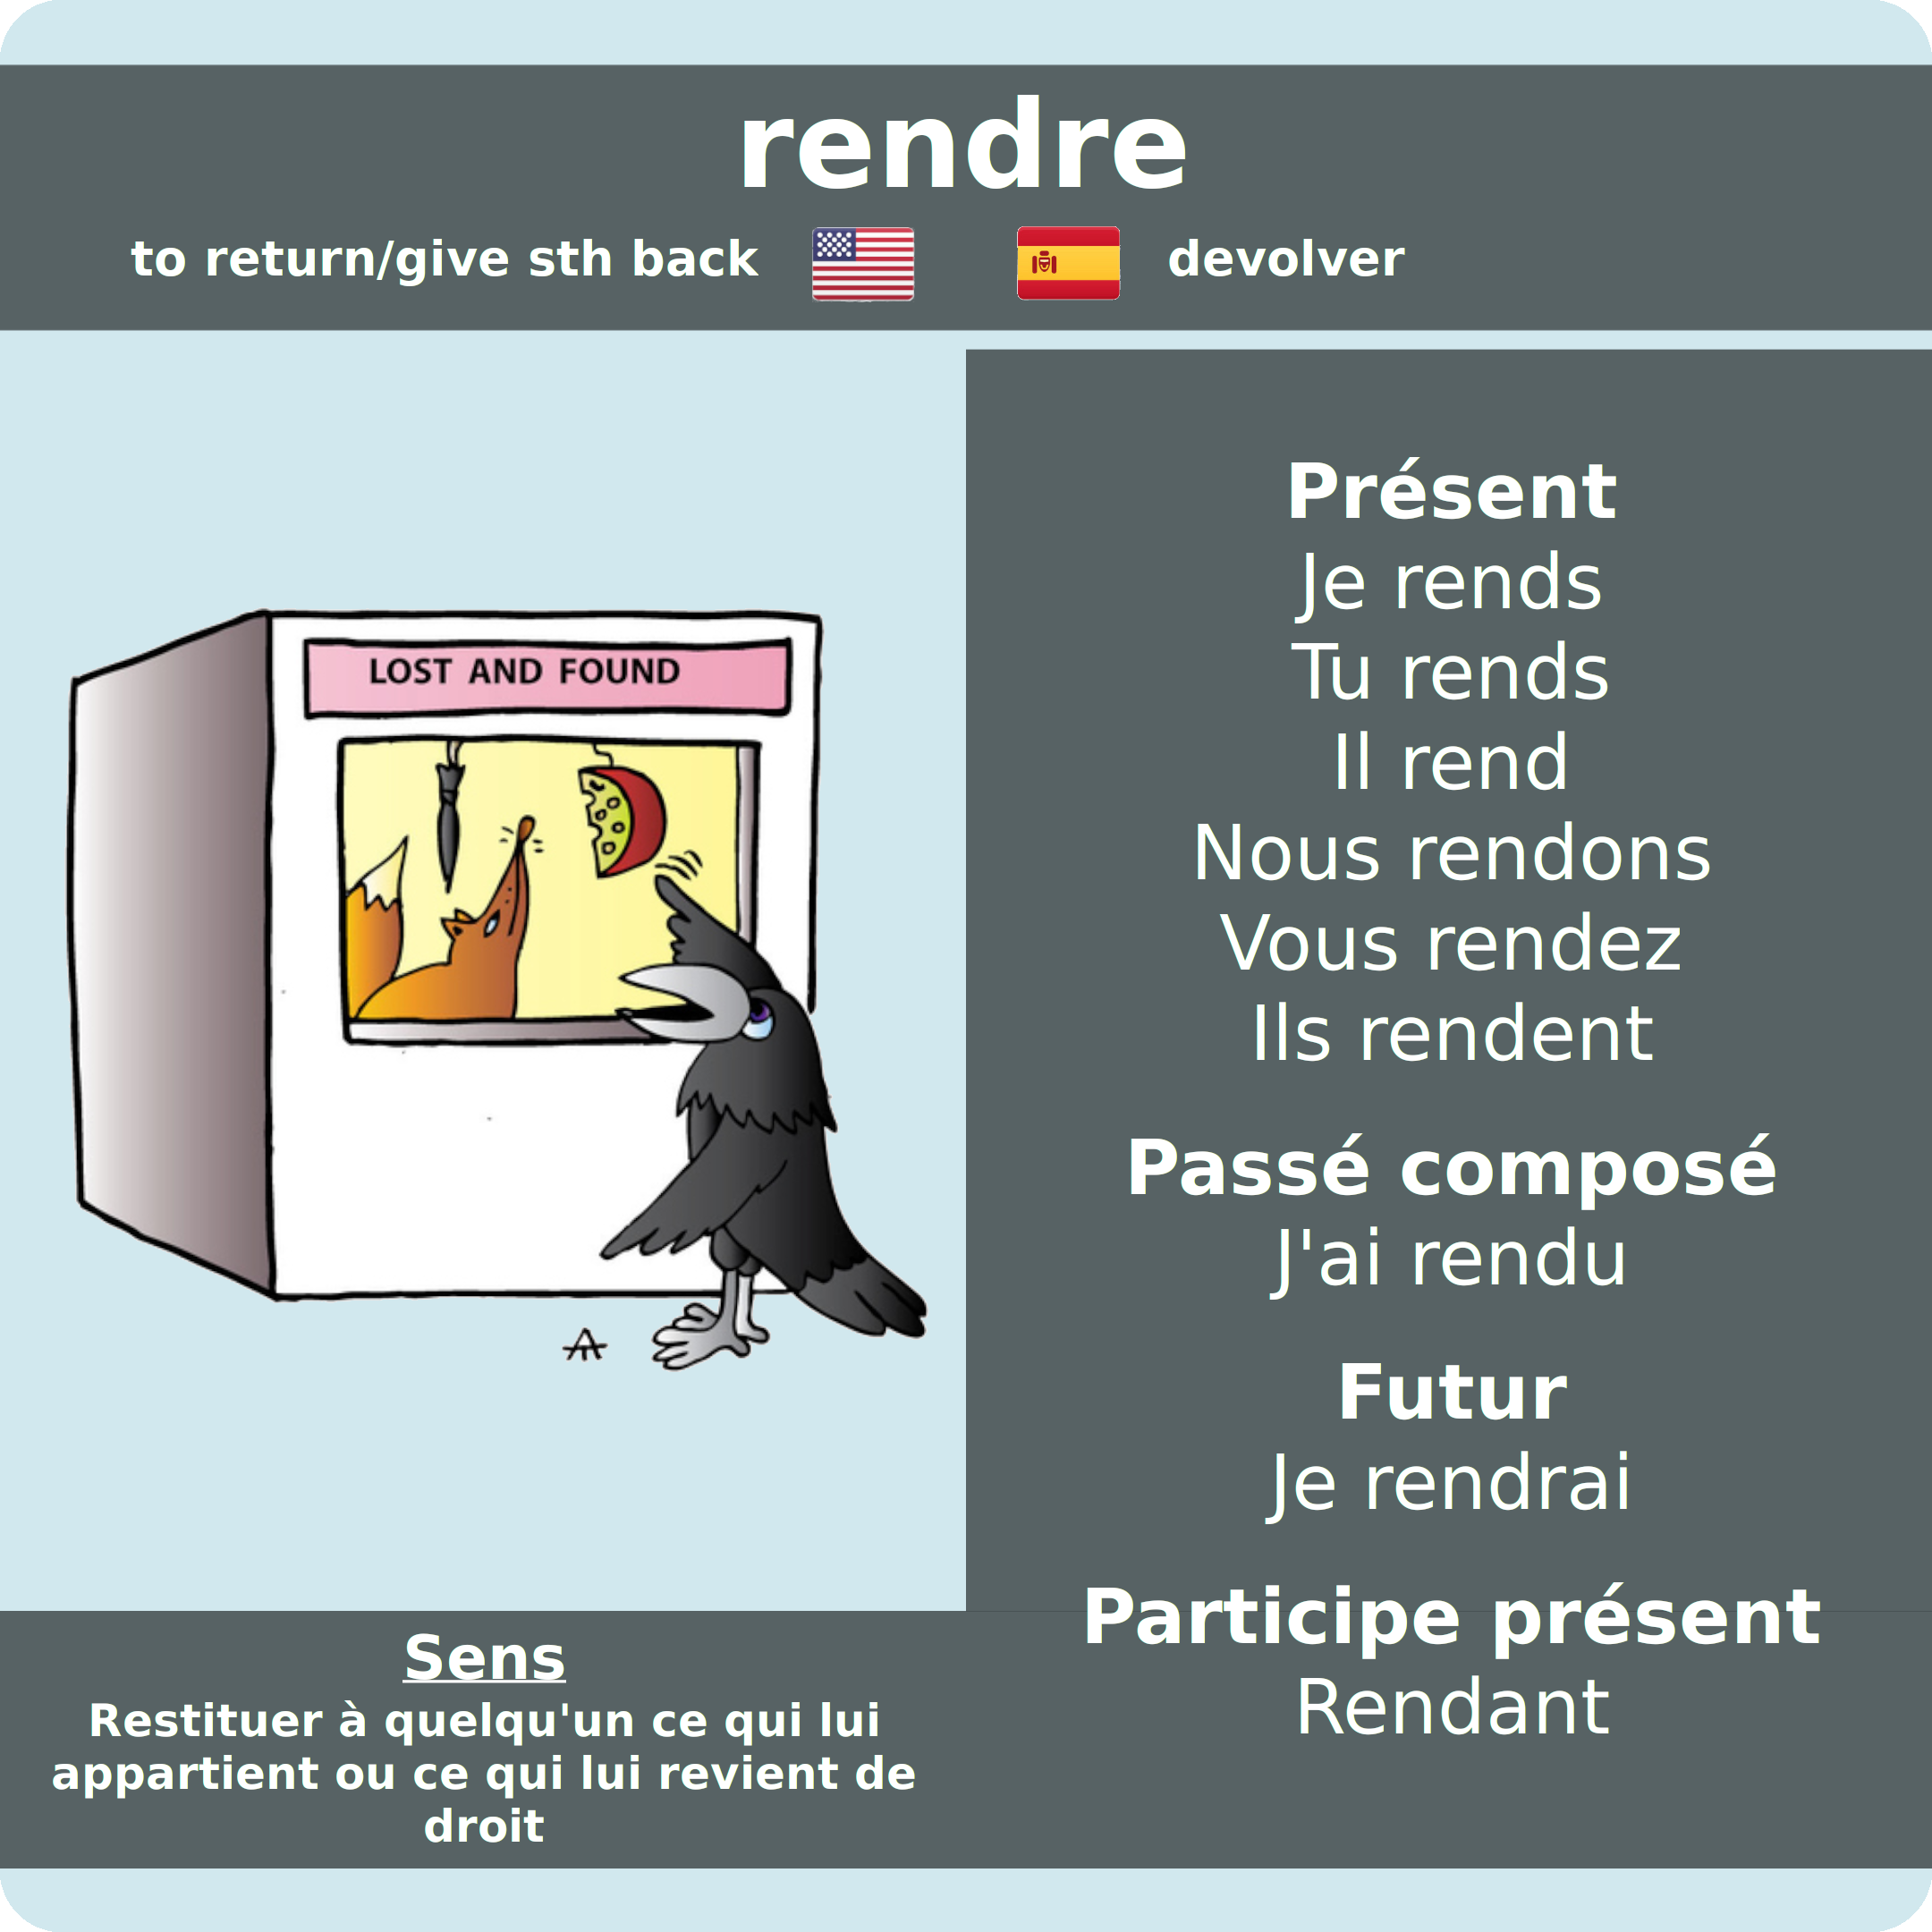 rendre
to return/give sth back
devolver
LOST AND FOUND
Présent
Je rends
Tu rends
Il rend
Nous rendons
Vous rendez
Ils rendent
Passé composé
J'ai rendu
Futur
Je rendrai
Participe présent
Rendant
Sens
Restituer à quelqu'un ce qui lui
appartient ou ce qui lui revient de
droit